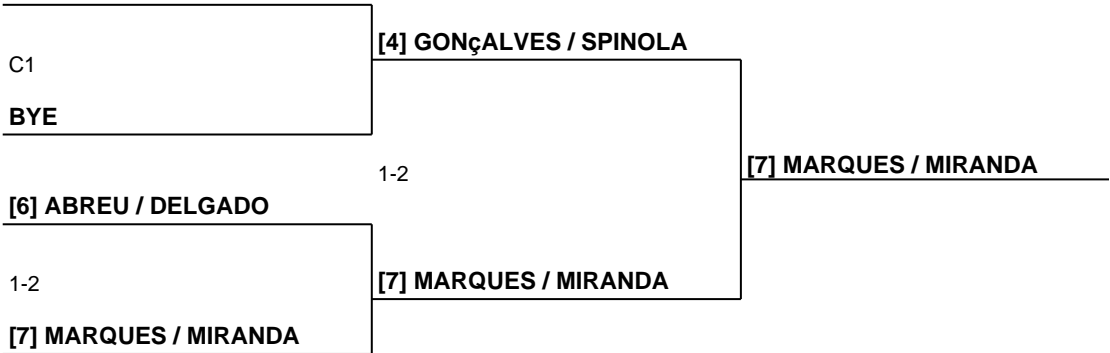 [4] GONçALVES / SPINOLA
C1
BYE
1-2
[7] MARQUES / MIRANDA
[6] ABREU / DELGADO
1-2
[7] MARQUES / MIRANDA
[7] MARQUES / MIRANDA